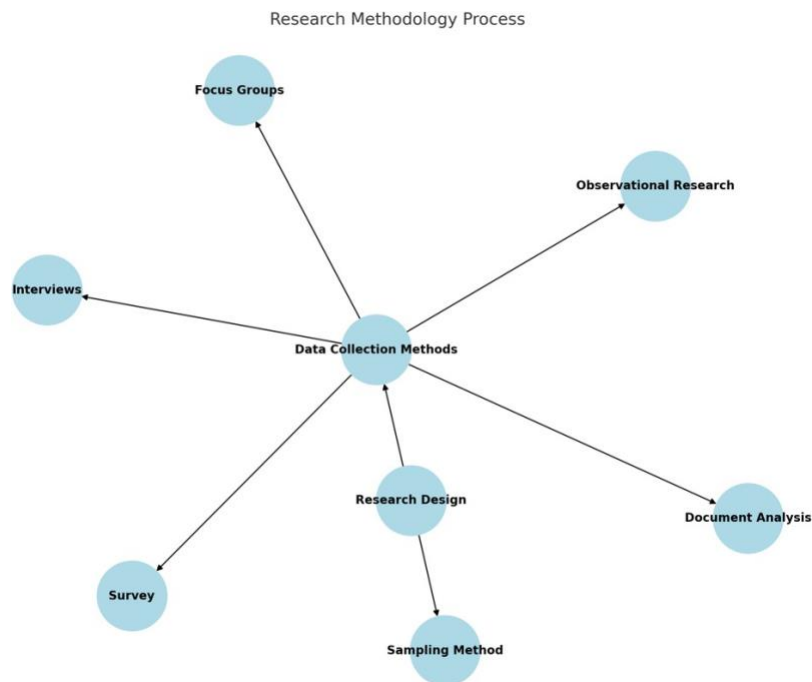 Research Methodology Process
Focus Groups
Observational Research
Interviews
Data Collection Methods
Research Design
Document Analysis
Survey
Sampling Method